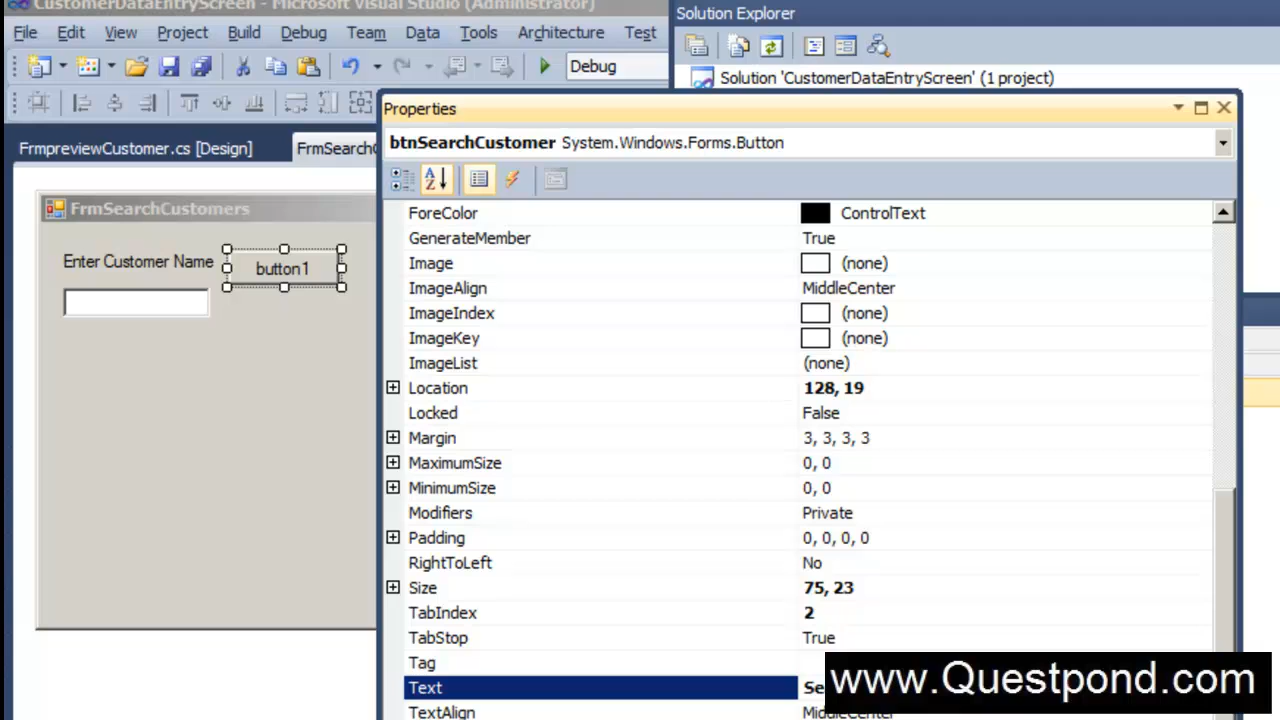 CustomerDataEntryScreen - Microsoft Visual Studio (Administrator)
File Edit View Project Build Debug Team Data Tools Architecture Test
Debug
Solution Explorer
Solution 'CustomerDataEntryScreen' (1 project)
FrmpreviewCustomer.cs [Design]
FrmSearchC
FrmSearchCustomers
Enter Customer Name
button1
Properties
btnSearchCustomer System.Windows.Forms.Button
A
Z
ForeColor ControlText
GenerateMember True
Image (none)
ImageAlign MiddleCenter
ImageIndex (none)
ImageKey (none)
ImageList (none)
Location 128, 19
Locked False
Margin 3, 3, 3, 3
MaximumSize 0, 0
MinimumSize 0, 0
Modifiers Private
Padding 0, 0, 0, 0
RightToLeft No
Size 75, 23
TabIndex 2
TabStop True
Tag
Text Se
TextAlign MiddleCenter
www.Questpond.com